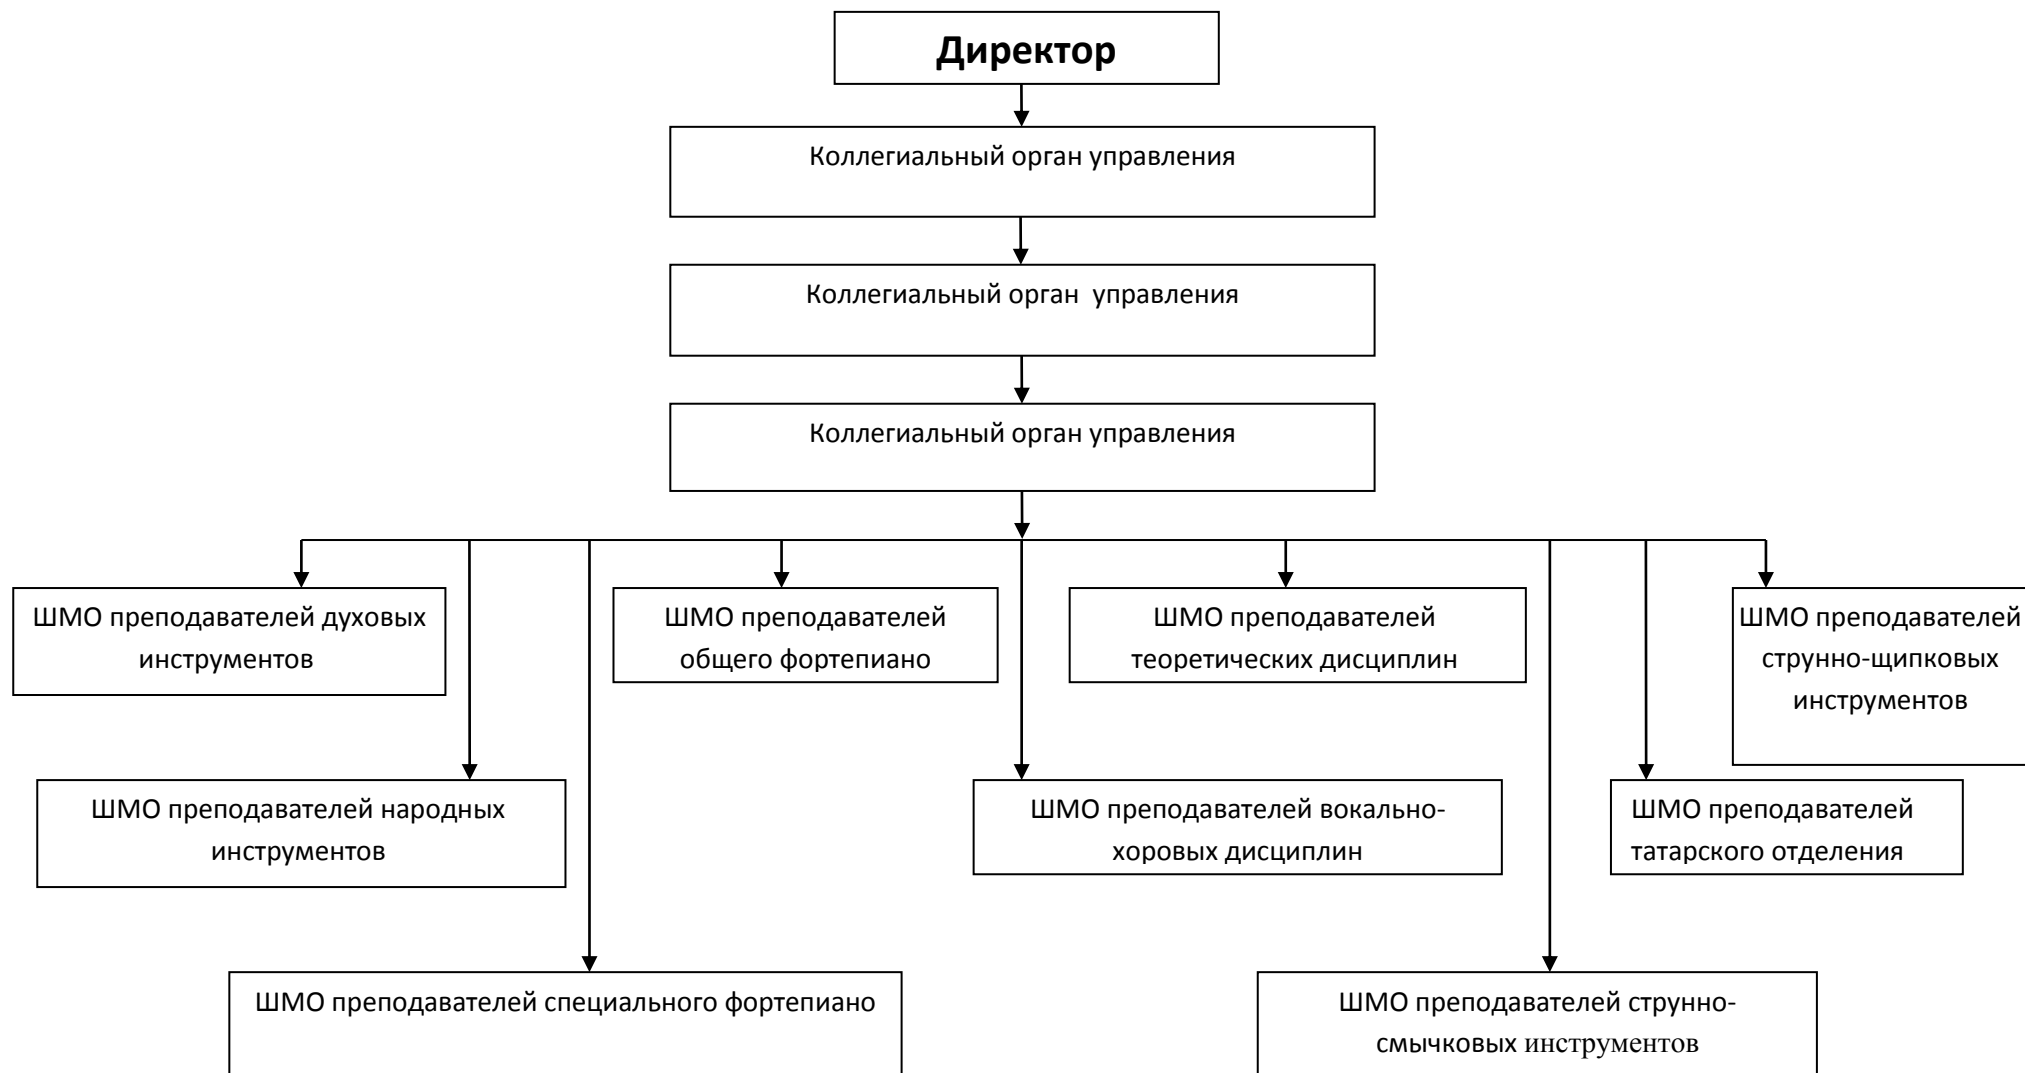 Директор
Коллегиальный орган управления
Коллегиальный орган  управления
Коллегиальный орган управления
ШМО преподавателей духовых
инструментов
ШМО преподавателей
общего фортепиано
ШМО преподавателей
теоретических дисциплин
ШМО преподавателей
струнно-щипковых
инструментов
ШМО преподавателей народных
инструментов
ШМО преподавателей вокально-
хоровых дисциплин
ШМО преподавателей
татарского отделения
ШМО преподавателей специального фортепиано
ШМО преподавателей струнно-
смычковых инструментов